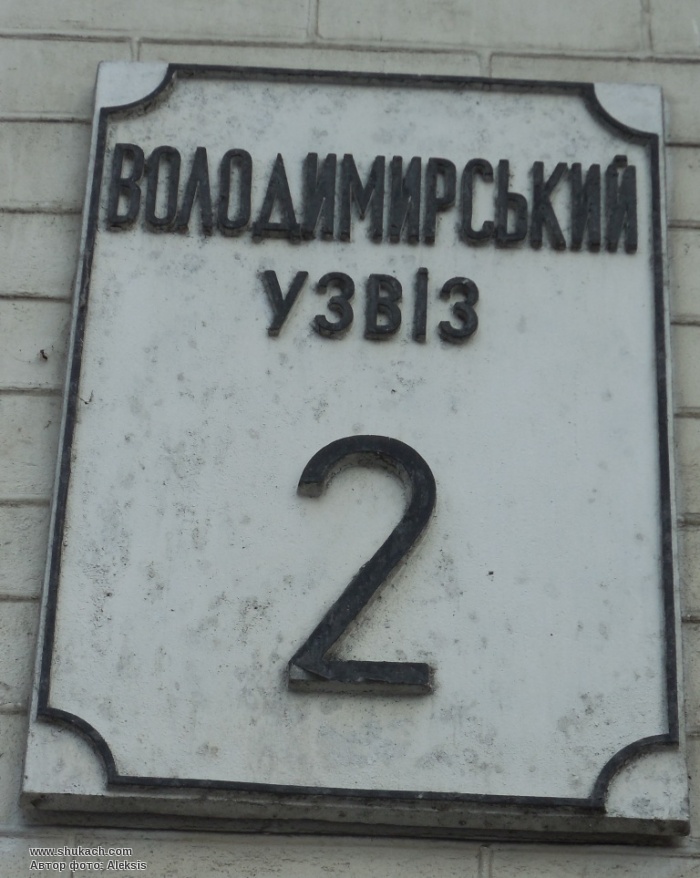 ВОЛОДИМИРСЬКИЙ
УЗВІЗ
2
www.shukach.com
Автор фото: Aleksis